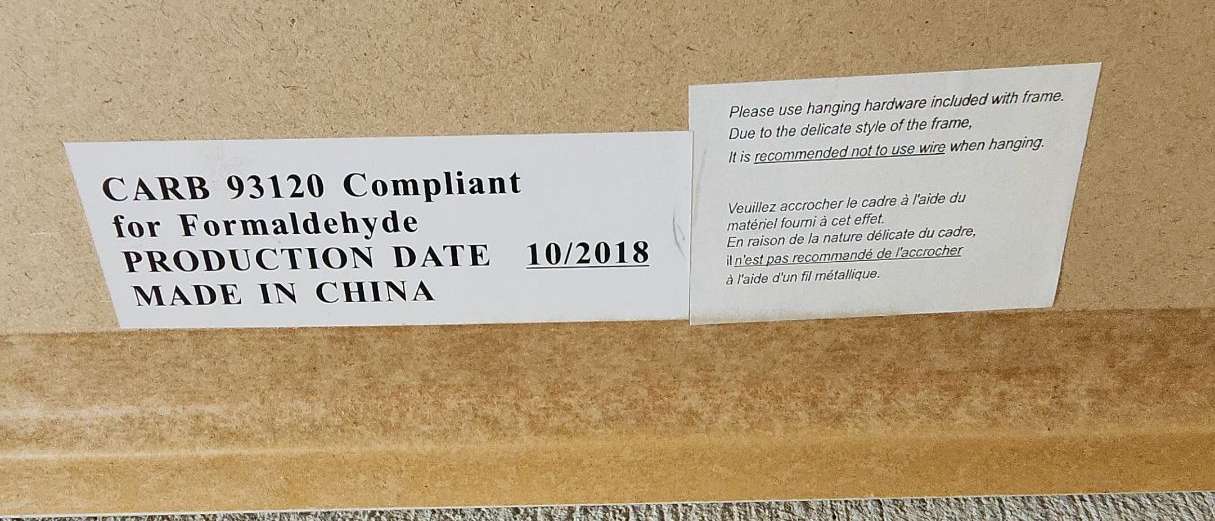 CARB 93120 Compliant
for Formaldehyde
PRODUCTION DATE 10/2018
MADE IN CHINA
Please use hanging hardware included with frame.
Due to the delicate style of the frame,
It is recommended not to use wire when hanging.
Veuillez accrocher le cadre à l'aide du
matériel fourni à cet effet.
En raison de la nature délicate du cadre,
il n'est pas recommandé de l'accrocher
à l'aide d'un fil métallique.